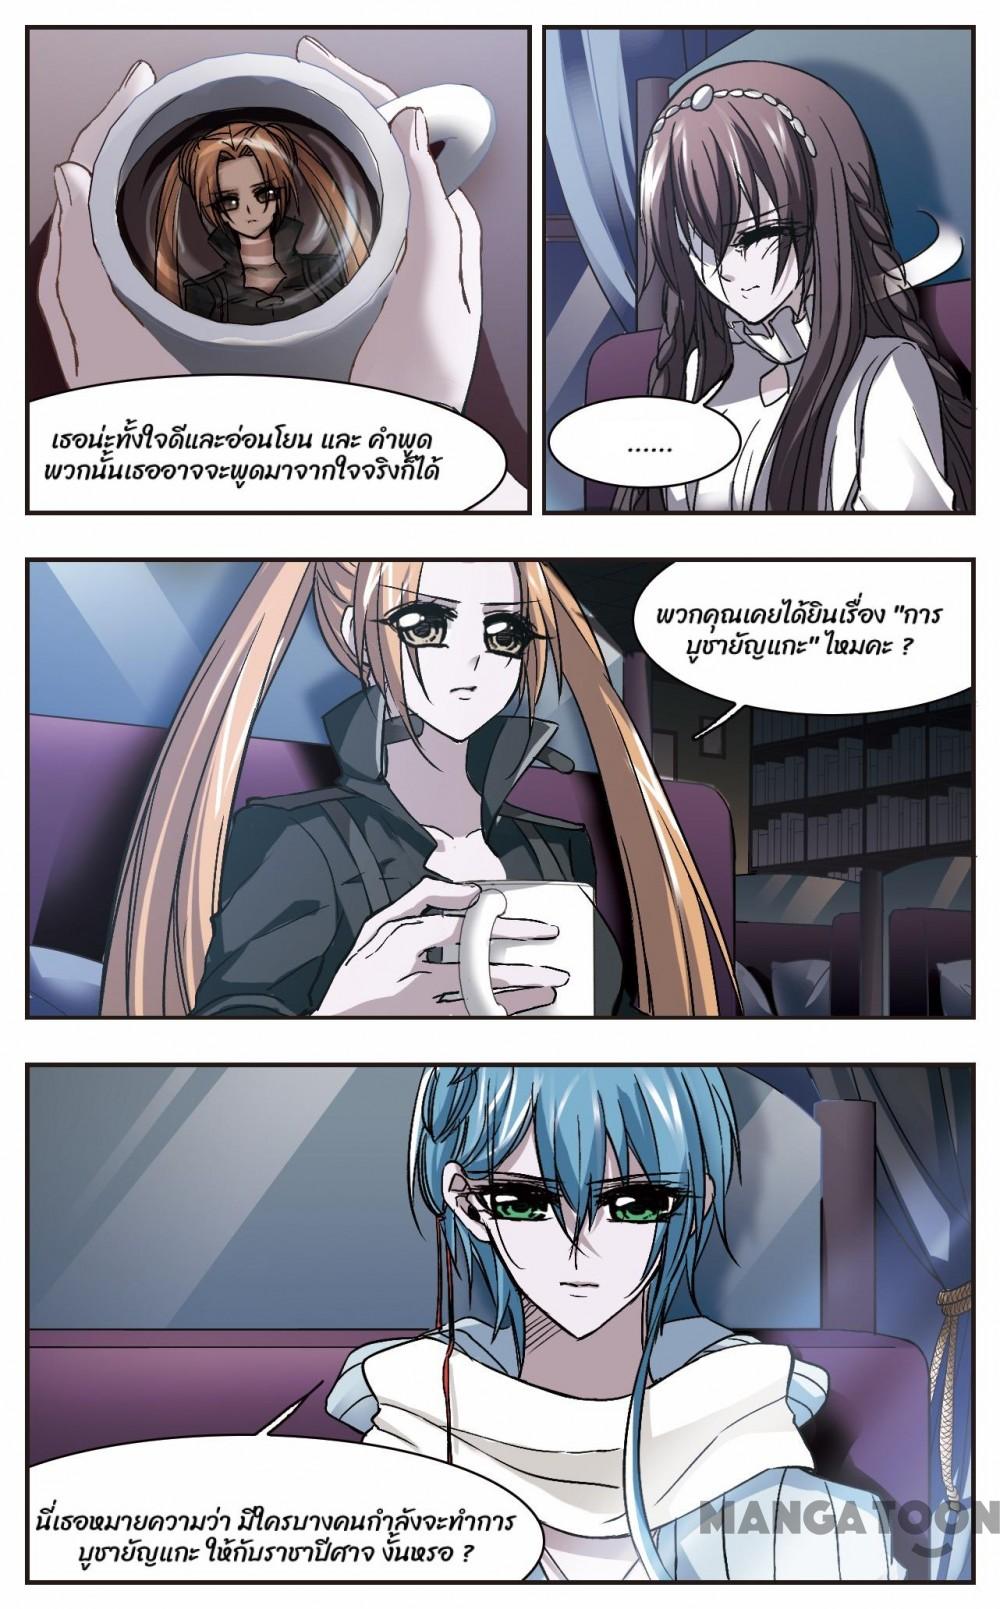 เธอน่ะทั้งใจดีและอ่อนโยน และ คำพูด
พวกนั้นเธออาจจะพูดมาจากใจจริงก็ได้
......
พวกคุณเคยได้ยินเรื่อง "การ
บูชายัญแกะ" ไหมคะ ?
นี่เธอหมายความว่า มีใครบางคนกำลังจะทำการ
บูชายัญแกะ ให้กับราชาปีศาจ งั้นหรอ ?
MANGATOON